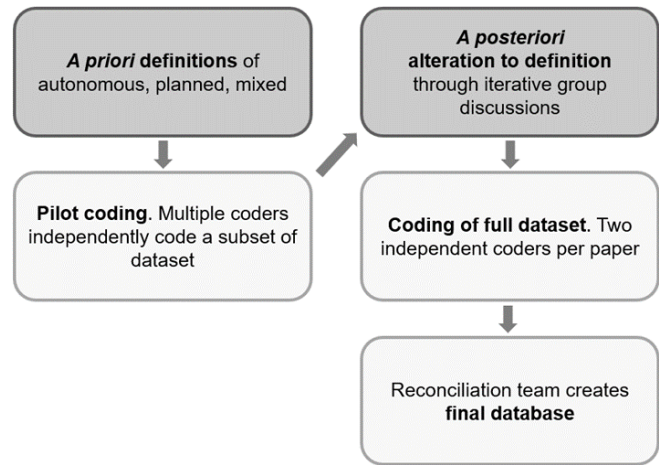 A priori definitions of
autonomous, planned, mixed
Pilot coding. Multiple coders
independently code a subset of
dataset
A posteriori
alteration to definition
through iterative group
discussions
Coding of full dataset. Two
independent coders per paper
Reconciliation team creates
final database